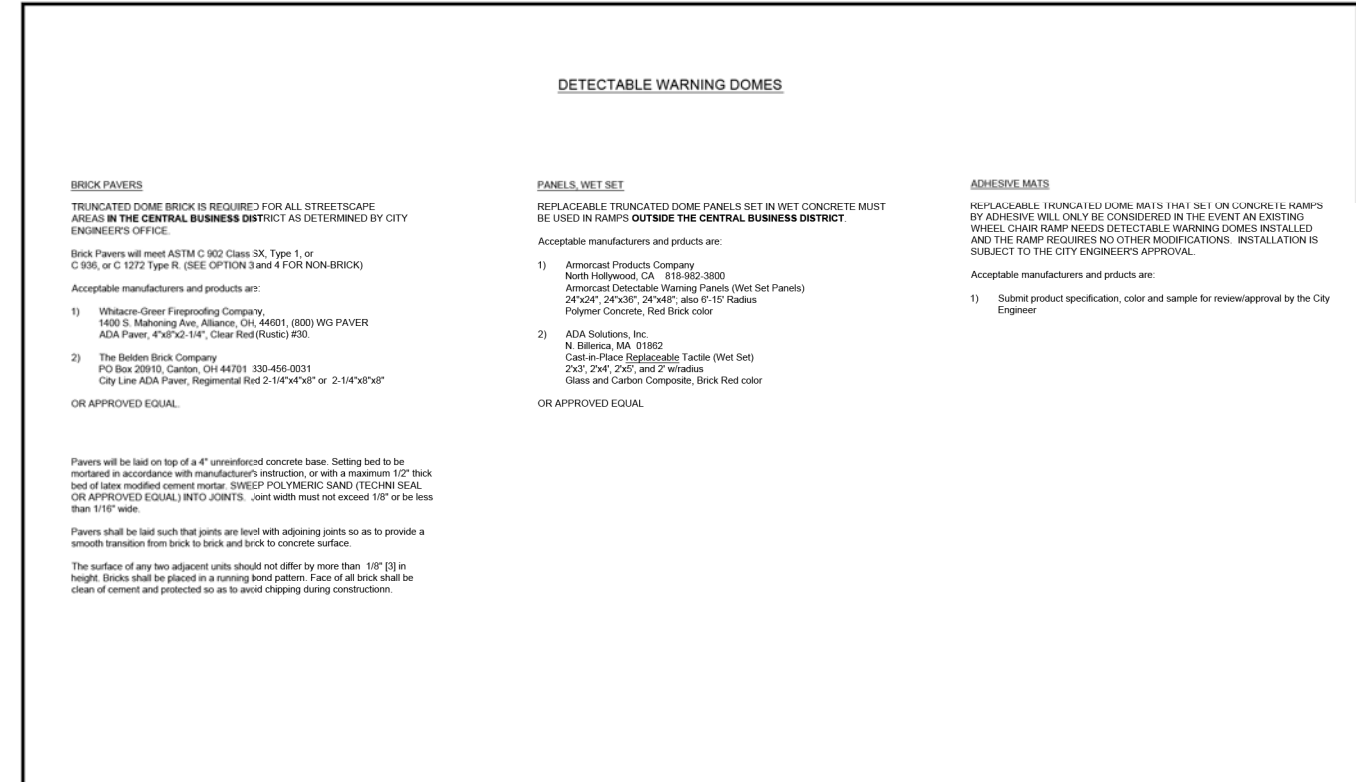 DETECTABLE WARNING DOMES
BRICK PAVERS
TRUNCATED DOME BRICK IS REQUIRED FOR ALL STREETSCAPE
AREAS IN THE CENTRAL BUSINESS DISTRICT AS DETERMINED BY CITY
ENGINEER'S OFFICE.
Brick Pavers will meet ASTM C 902 Class SX, Type 1, or
C 936, or C 1272 Type R. (SEE OPTION 3 and 4 FOR NON-BRICK)
Acceptable manufacturers and products are:
1) Whitacre-Greer Fireproofing Company,
1400 S. Mahoning Ave, Alliance, OH, 44601, (800) WG PAVER
ADA Paver, 4"x8"x2-1/4", Clear Red (Rustic) #30.
2) The Belden Brick Company
PO Box 20910, Canton, OH 44701 330-456-0031
City Line ADA Paver, Regimental Red 2-1/4"x4"x8" or 2-1/4"x8"x8"
OR APPROVED EQUAL.
Pavers will be laid on top of a 4" unreinforced concrete base. Setting bed to be
mortared in accordance with manufacturer's instruction, or with a maximum 1/2" thick
bed of latex modified cement mortar. SWEEP POLYMERIC SAND (TECHNI SEAL
OR APPROVED EQUAL) INTO JOINTS. Joint width must not exceed 1/8" or be less
than 1/16" wide.
Pavers shall be laid such that joints are level with adjoining joints so as to provide a
smooth transition from brick to brick and brick to concrete surface.
The surface of any two adjacent units should not differ by more than 1/8" [3] in
height. Bricks shall be placed in a running bond pattern. Face of all brick shall be
clean of cement and protected so as to avoid chipping during constructionn.
PANELS, WET SET
REPLACEABLE TRUNCATED DOME PANELS SET IN WET CONCRETE MUST
BE USED IN RAMPS OUTSIDE THE CENTRAL BUSINESS DISTRICT.
Acceptable manufacturers and prducts are:
1) Armorcast Products Company
North Hollywood, CA 818-982-3800
Armorcast Detectable Warning Panels (Wet Set Panels)
24"x24", 24"x36", 24"x48"; also 6'-15' Radius
Polymer Concrete, Red Brick color
2) ADA Solutions, Inc.
N. Billerica, MA 01862
Cast-in-Place Replaceable Tactile (Wet Set)
2'x3', 2'x4', 2'x5', and 2' w/radius
Glass and Carbon Composite, Brick Red color
OR APPROVED EQUAL
ADHESIVE MATS
REPLACEABLE TRUNCATED DOME MATS THAT SET ON CONCRETE RAMPS
BY ADHESIVE WILL ONLY BE CONSIDERED IN THE EVENT AN EXISTING
WHEEL CHAIR RAMP NEEDS DETECTABLE WARNING DOMES INSTALLED
AND THE RAMP REQUIRES NO OTHER MODIFICATIONS. INSTALLATION IS
SUBJECT TO THE CITY ENGINEER'S APPROVAL.
Acceptable manufacturers and prducts are:
1) Submit product specification, color and sample for review/approval by the City
Engineer